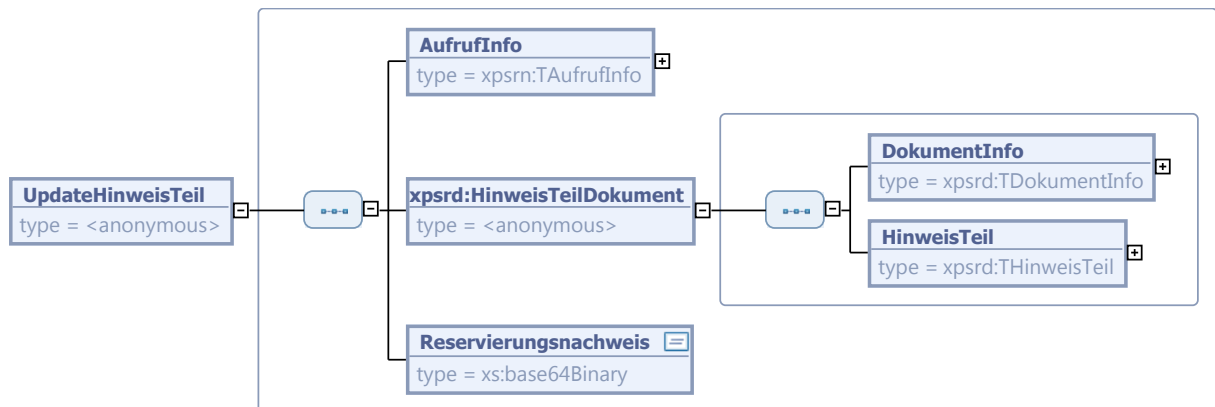 AufrufInfo
type = xpsrn:TAufrufInfo
DokumentInfo
type = xpsrd:TDokumentInfo
UpdateHinweisTeil
type = <anonymous>
xpsrd:HinweisTeilDokument
type = <anonymous>
HinweisTeil
type = xpsrd:THinweisTeil
Reservierungsnachweis
type = xs:base64Binary